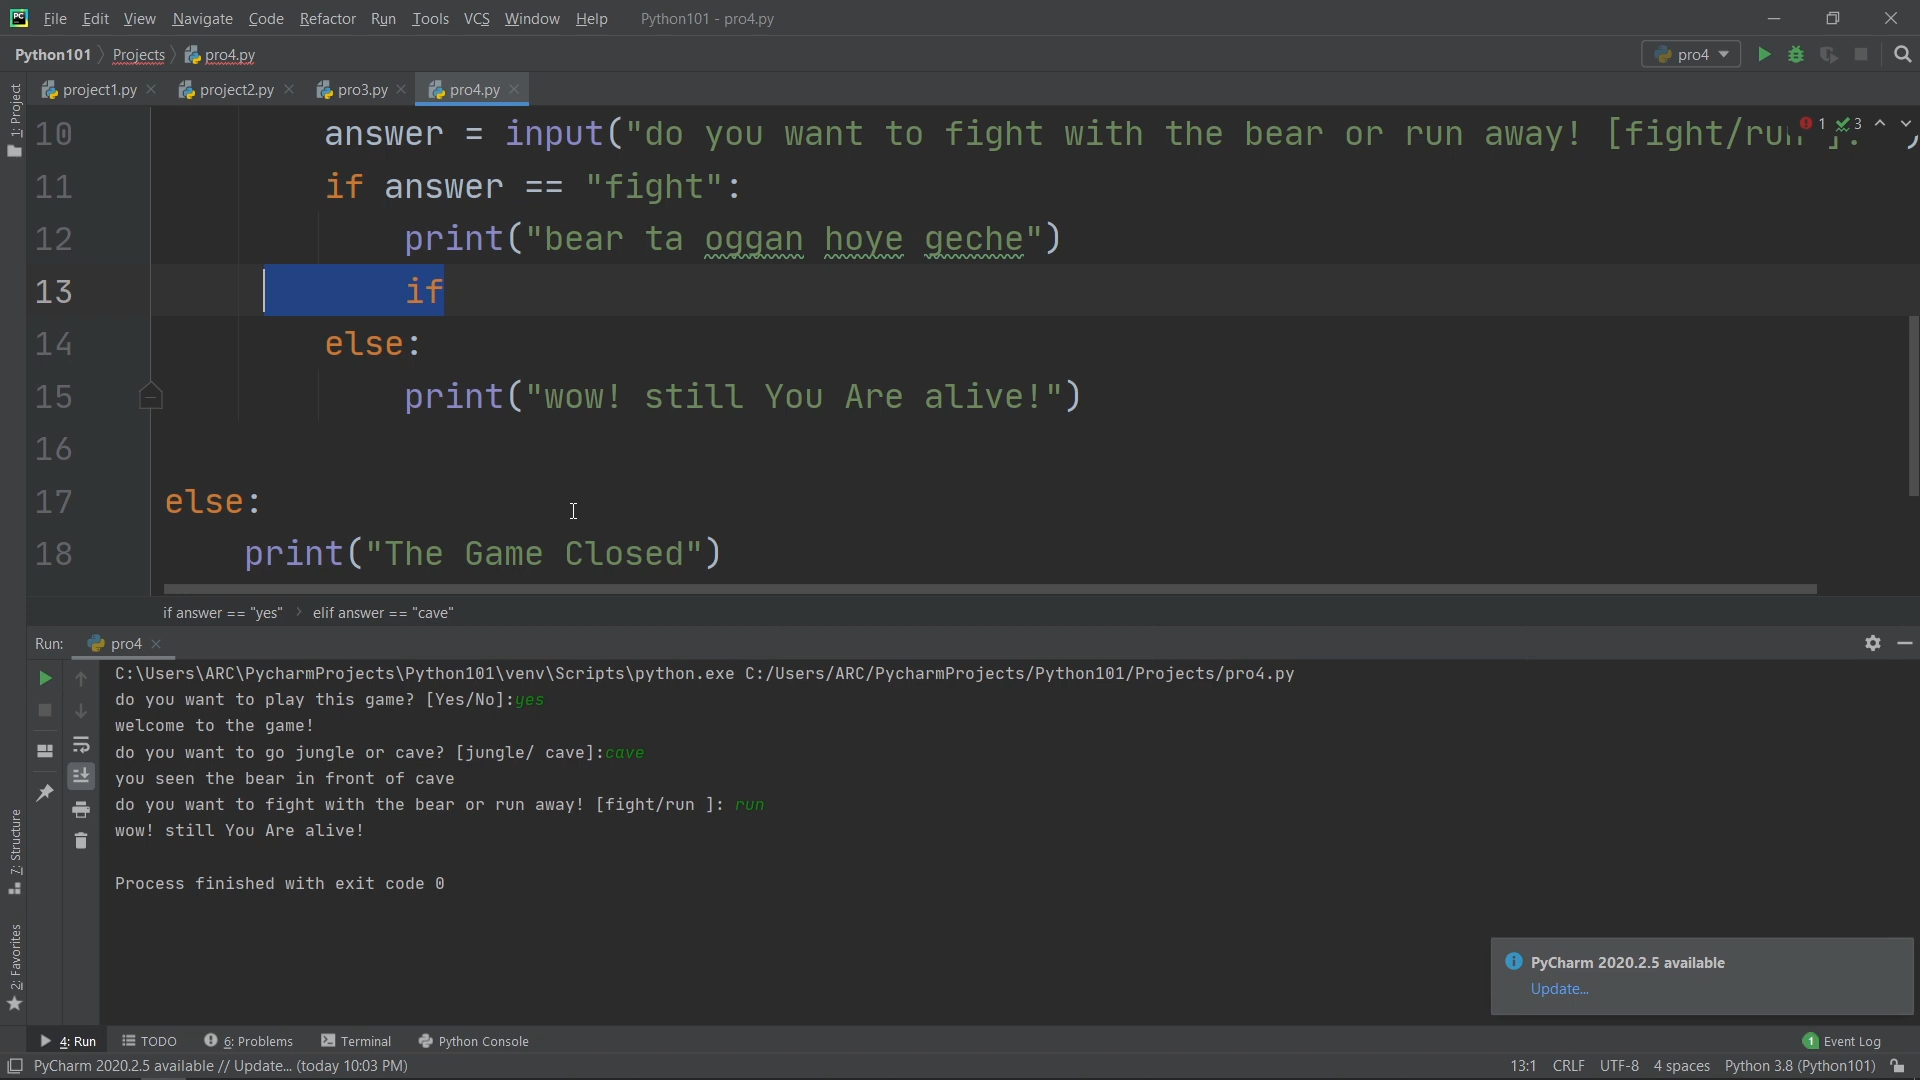 File Edit View Navigate Code Refactor Run Tools VCS Window Help Python101 - pro4.py
Python101 Projects pro4.py pro4
project1.py project2.py pro3.py pro4.py
1: Project
10 answer = input("do you want to fight with the bear or run away! [fight/run ]: ",
1 3
11 if answer == "fight":
12 print("bear ta oggan hoye geche")
13 if
14 else:
15 print("wow! still You Are alive!")
16
17 else:
18 print("The Game Closed")
if answer == "yes" elif answer == "cave"
Run: pro4
C:\Users\ARC\PycharmProjects\Python101\venv\Scripts\python.exe C:/Users/ARC/PycharmProjects/Python101/Projects/pro4.py
do you want to play this game? [Yes/No]:yes
welcome to the game!
do you want to go jungle or cave? [jungle/ cave]:cave
you seen the bear in front of cave
do you want to fight with the bear or run away! [fight/run ]: run
wow! still You Are alive!
Process finished with exit code 0
7: Structure
2: Favorites
PyCharm 2020.2.5 available
Update...
4: Run TODO 6: Problems Terminal Python Console 1 Event Log
PyCharm 2020.2.5 available // Update... (today 10:03 PM) 13:1 CRLF UTF-8 4 spaces Python 3.8 (Python101)